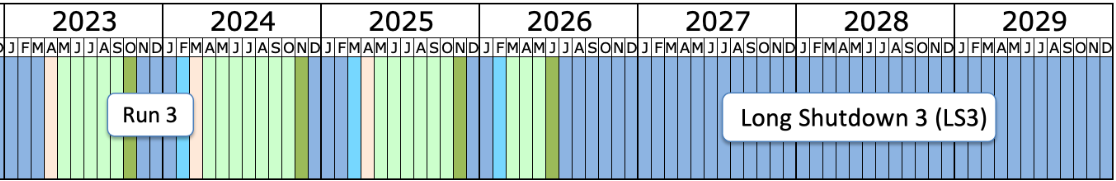 2023 2024 2025 2026 2027 2028 2029
D J F M A M J J A S O N D J F M A M J J A S O N D J F M A M J J A S O N D J F M A M J J A S O N D J F M A M J J A S O N D J F M A M J J A S O N D J F M A M J J A S O N D
Run 3
Long Shutdown 3 (LS3)